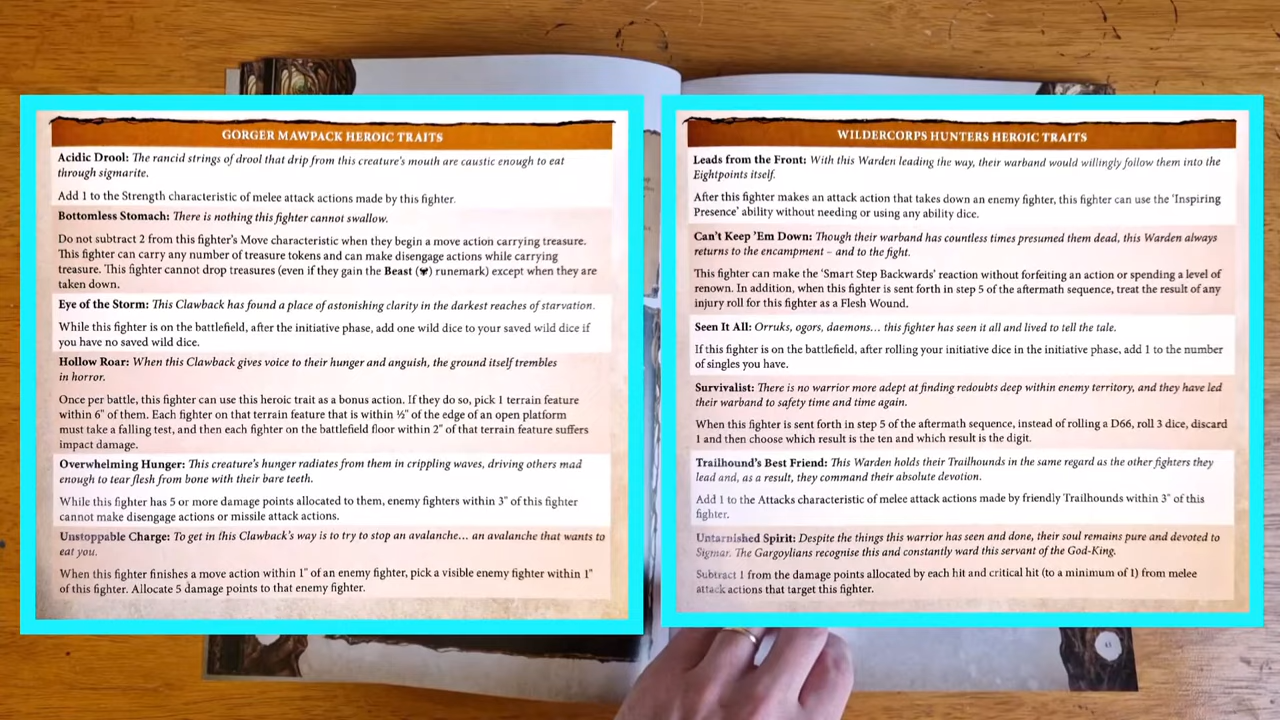 GORGER MAWPACK HEROIC TRAITS
Acidic Drool: The rancid strings of drool that drip from this creature's mouth are caustic enough to eat
through sigmarite.
Add 1 to the Strength characteristic of melee attack actions made by this fighter.
Bottomless Stomach: There is nothing this fighter cannot swallow.
Do not subtract 2 from this fighter's Move characteristic when they begin a move action carrying treasure.
This fighter can carry any number of treasure tokens and can make disengage actions while carrying
treasure. This fighter cannot drop treasures (even if they gain the Beast () runemark) except when they are
taken down.
Eye of the Storm: This Clawback has found a place of astonishing clarity in the darkest reaches of starvation.
While this fighter is on the battlefield, after the initiative phase, add one wild dice to your saved wild dice if
you have no saved wild dice.
Hollow Roar: When this Clawback gives voice to their hunger and anguish, the ground itself trembles
in horror.
Once per battle, this fighter can use this heroic trait as a bonus action. If they do so, pick 1 terrain feature
within 6" of them. Each fighter on that terrain feature that is within ½" of the edge of an open platform
must take a falling test, and then each fighter on the battlefield floor within 2" of that terrain feature suffers
impact damage.
Overwhelming Hunger: This creature's hunger radiates from them in crippling waves, driving others mad
enough to tear flesh from bone with their bare teeth.
While this fighter has 5 or more damage points allocated to them, enemy fighters within 3" of this fighter
cannot make disengage actions or missile attack actions.
Unstoppable Charge: To get in this Clawback's way is to try to stop an avalanche... an avalanche that wants to
eat you.
When this fighter finishes a move action within 1" of an enemy fighter, pick a visible enemy fighter within 1"
of this fighter. Allocate 5 damage points to that enemy fighter.
WILDERCORPS HUNTERS HEROIC TRAITS
Leads from the Front: With this Warden leading the way, their warband would willingly follow them into the
Eightpoints itself.
After this fighter makes an attack action that takes down an enemy fighter, this fighter can use the 'Inspiring
Presence' ability without needing or using any ability dice.
Can't Keep 'Em Down: Though their warband has countless times presumed them dead, this Warden always
returns to the encampment – and to the fight.
This fighter can make the 'Smart Step Backwards' reaction without forfeiting an action or spending a level of
renown. In addition, when this fighter is sent forth in step 5 of the aftermath sequence, treat the result of any
injury roll for this fighter as a Flesh Wound.
Seen It All: Orruks, ogors, daemons... this fighter has seen it all and lived to tell the tale.
If this fighter is on the battlefield, after rolling your initiative dice in the initiative phase, add 1 to the number
of singles you have.
Survivalist: There is no warrior more adept at finding redoubts deep within enemy territory, and they have led
their warband to safety time and time again.
When this fighter is sent forth in step 5 of the aftermath sequence, instead of rolling a D66, roll 3 dice, discard
1 and then choose which result is the ten and which result is the digit.
Trailhound's Best Friend: This Warden holds their Trailhounds in the same regard as the other fighters they
lead and, as a result, they command their absolute devotion.
Add 1 to the Attacks characteristic of melee attack actions made by friendly Trailhounds within 3" of this
fighter.
Untarnished Spirit: Despite the things this warrior has seen and done, their soul remains pure and devoted to
Sigmar. The Gargoylians recognise this and constantly ward this servant of the God-King.
Subtract 1 from the damage points allocated by each hit and critical hit (to a minimum of 1) from melee
attack actions that target this fighter.